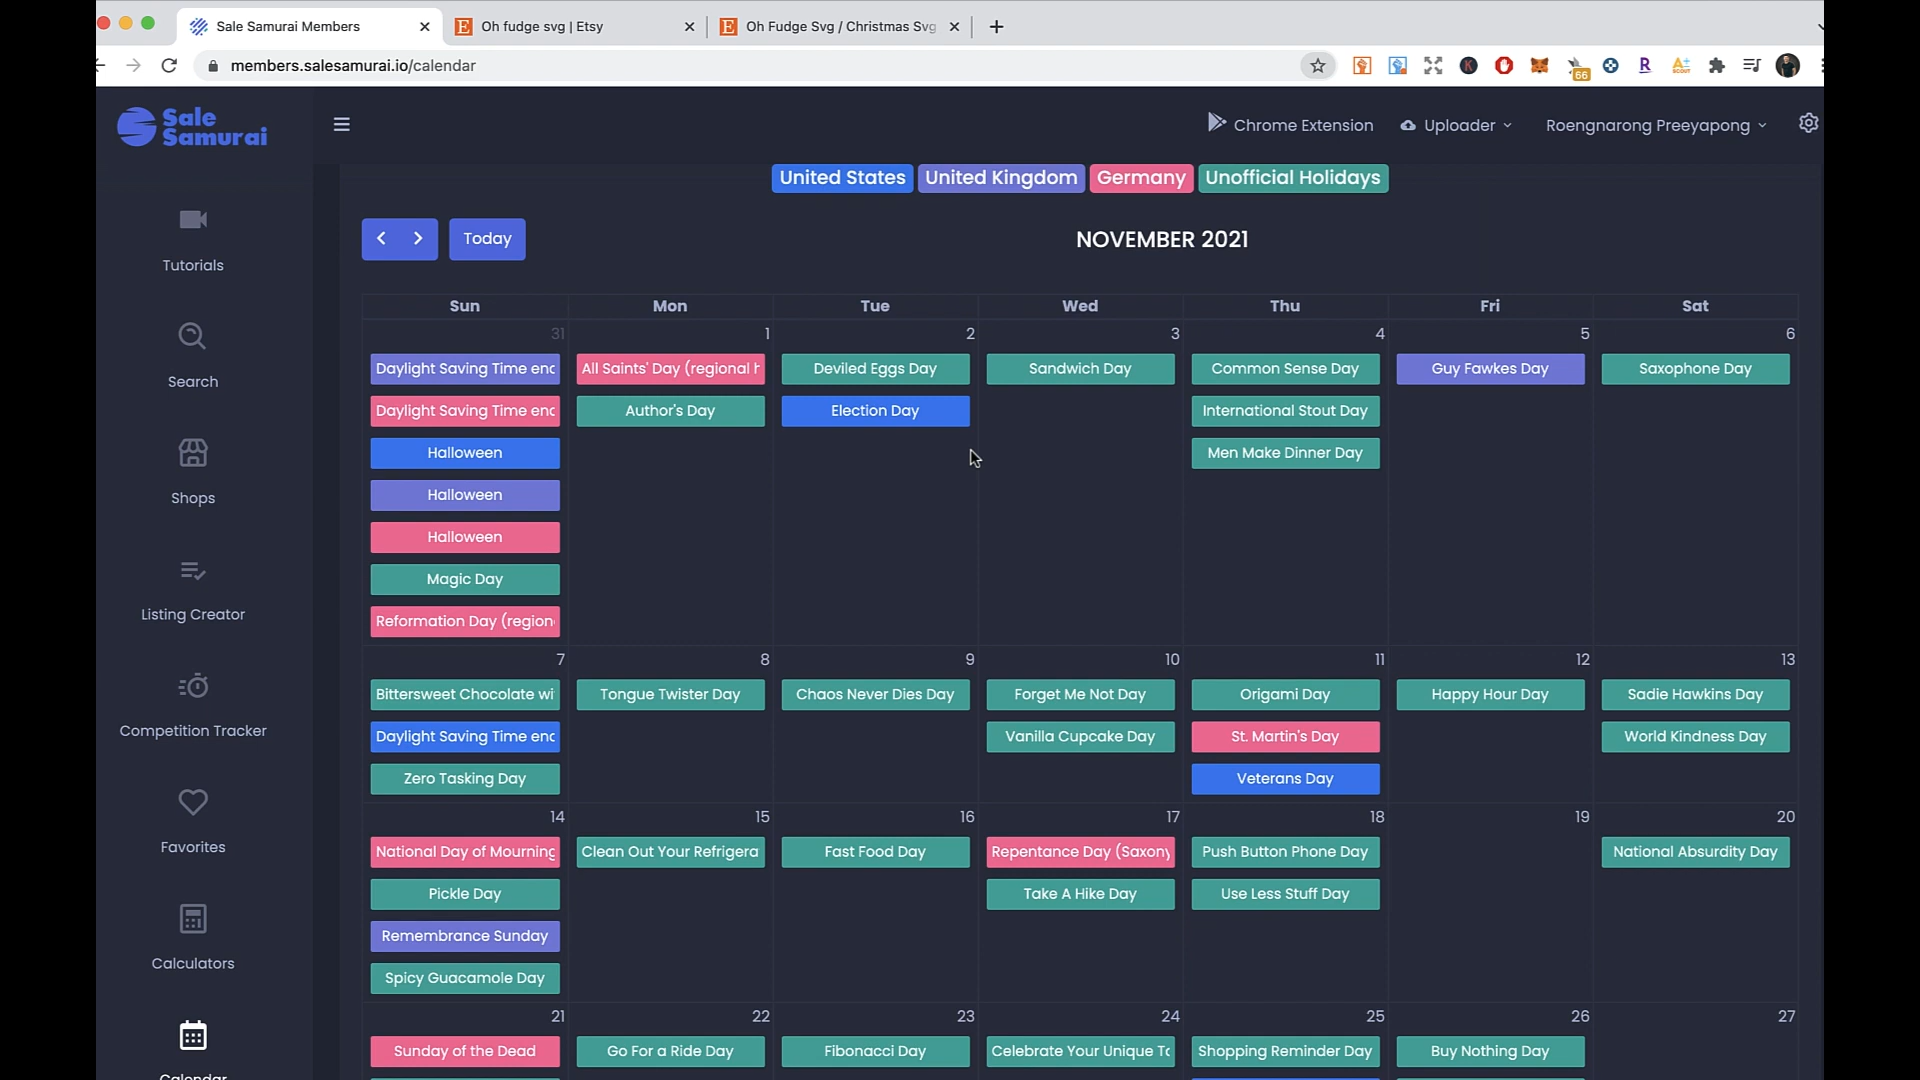 Sale Samurai Members
Oh fudge svg | Etsy
Oh Fudge Svg / Christmas Svg
members.salesamurai.io/calendar
66
Sale
Samurai
Chrome Extension
Uploader
Roengnarong Preeyapong
United States
United Kingdom
Germany
Unofficial Holidays
Today
NOVEMBER 2021
Tutorials
Search
Shops
Listing Creator
Competition Tracker
Favorites
Calculators
Calendar
Sun Mon Tue Wed Thu Fri Sat
31 1 2 3 4 5 6
Daylight Saving Time enc
All Saints' Day (regional h
Deviled Eggs Day
Sandwich Day
Common Sense Day
Guy Fawkes Day
Saxophone Day
Daylight Saving Time enc
Author's Day
Election Day
International Stout Day
Halloween
Men Make Dinner Day
Halloween
Halloween
Magic Day
Reformation Day (region
7 8 9 10 11 12 13
Bittersweet Chocolate wi
Tongue Twister Day
Chaos Never Dies Day
Forget Me Not Day
Origami Day
Happy Hour Day
Sadie Hawkins Day
Daylight Saving Time enc
Vanilla Cupcake Day
St. Martin's Day
World Kindness Day
Zero Tasking Day
Veterans Day
14 15 16 17 18 19 20
National Day of Mourning
Clean Out Your Refrigera
Fast Food Day
Repentance Day (Saxony
Push Button Phone Day
National Absurdity Day
Pickle Day
Take A Hike Day
Use Less Stuff Day
Remembrance Sunday
Spicy Guacamole Day
21 22 23 24 25 26 27
Sunday of the Dead
Go For a Ride Day
Fibonacci Day
Celebrate Your Unique Ta
Shopping Reminder Day
Buy Nothing Day